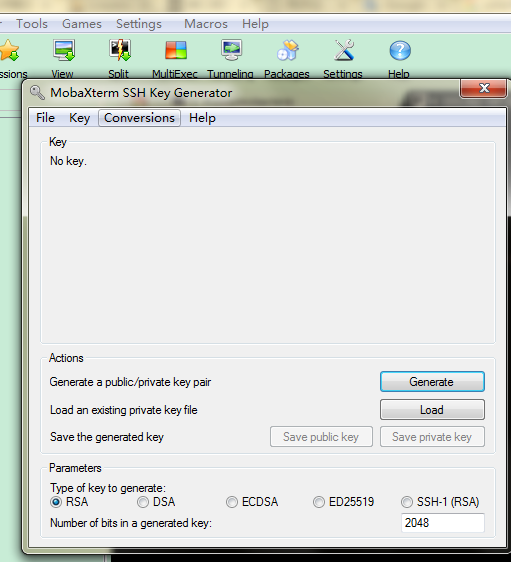 Tools Games Settings Macros Help
View Split MultiExec Tunneling Packages Settings Help
MobaXterm SSH Key Generator
File Key Conversions Help
Key
No key.
Actions
Generate a public/private key pair Generate
Load an existing private key file Load
Save the generated key Save public key Save private key
Parameters
Type of key to generate:
RSA DSA ECDSA ED25519 SSH-1 (RSA)
Number of bits in a generated key: 2048